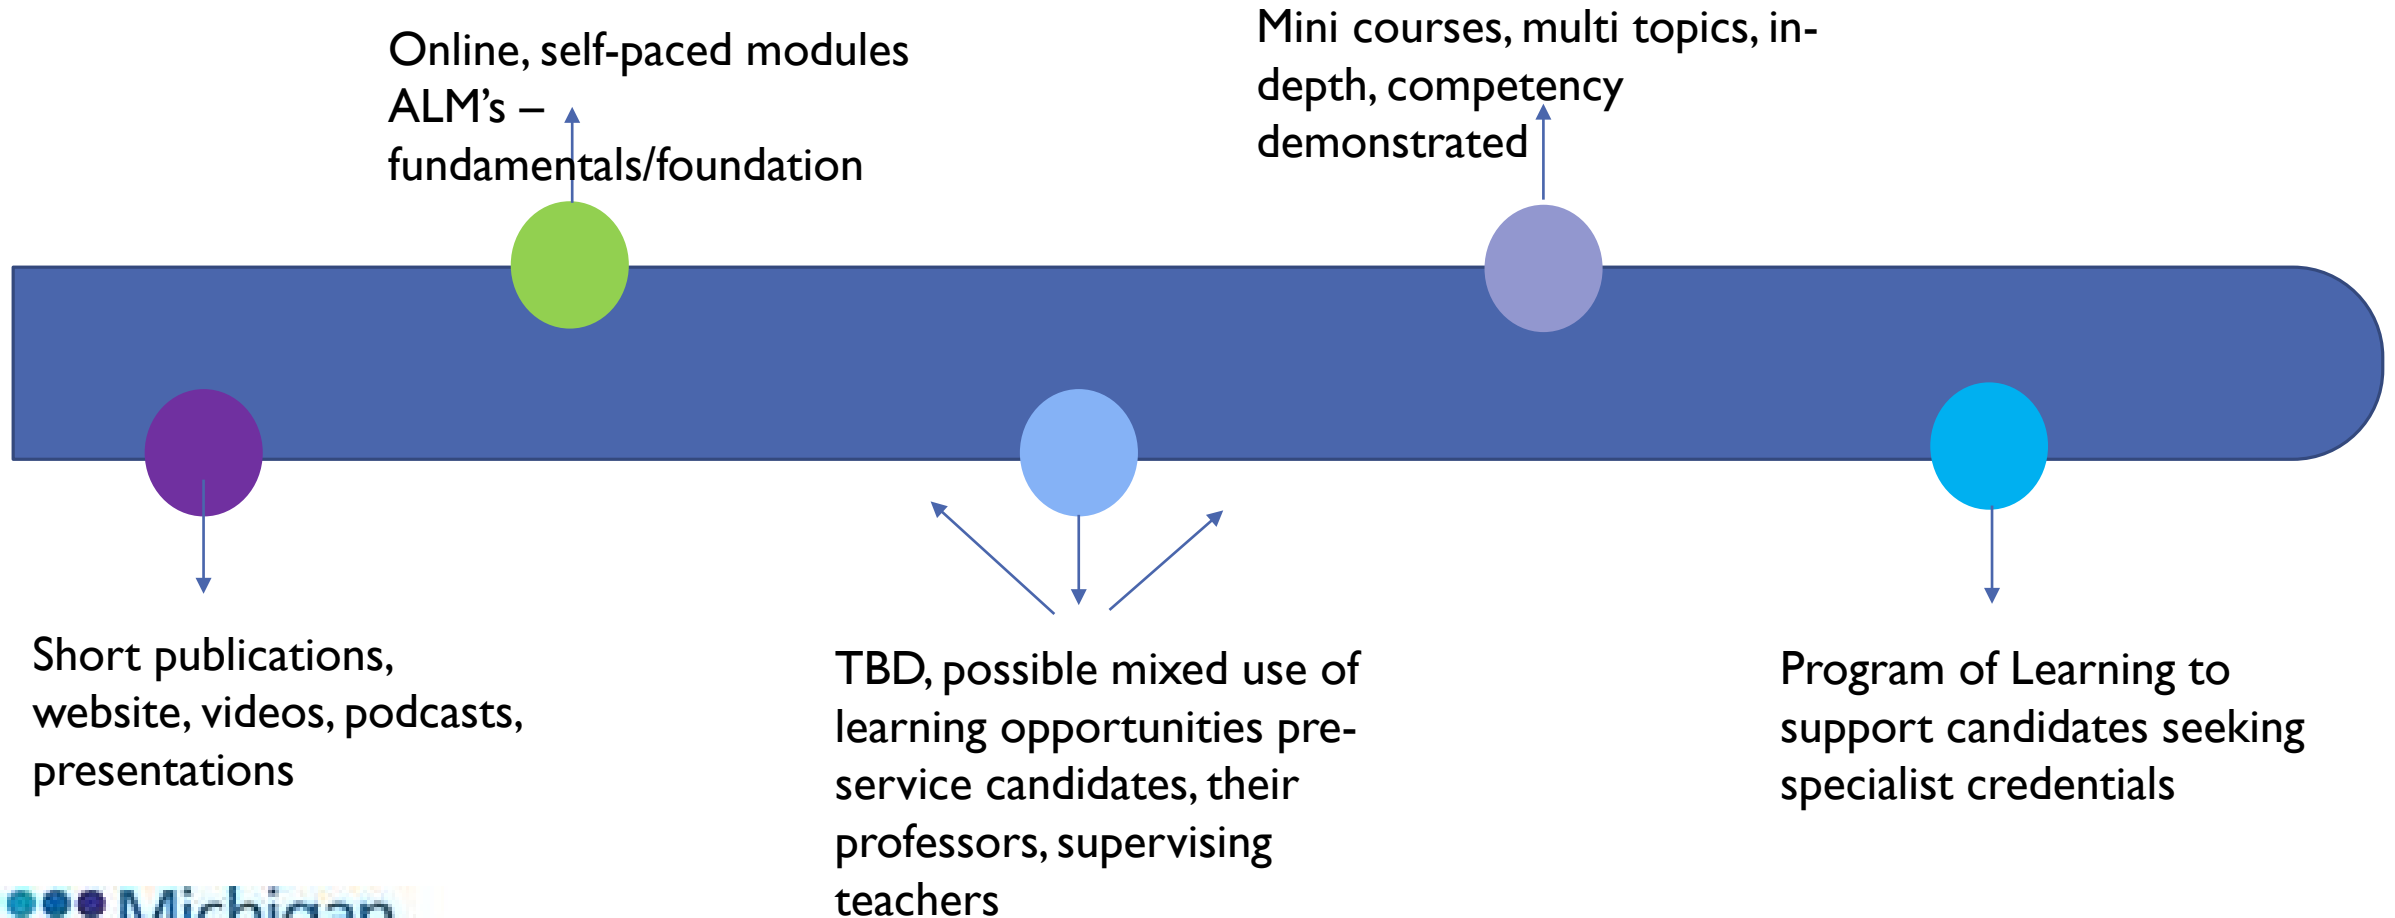 Online, self-paced modules
ALM's –
fundamentals/foundation
Mini courses, multi topics, in-
depth, competency
demonstrated
Short publications,
website, videos, podcasts,
presentations
TBD, possible mixed use of
learning opportunities pre-
service candidates, their
professors, supervising
teachers
Program of Learning to
support candidates seeking
specialist credentials
Michigan